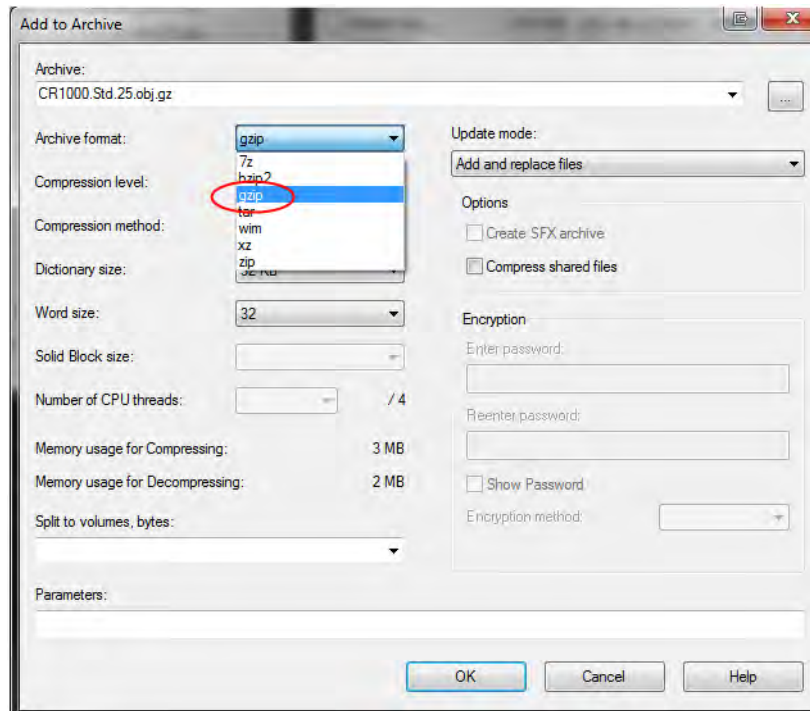 Add to Archive
Archive:
CR1000.Std.25.obj.gz
...
Archive format:
gzip
7z
bzip2
gzip
tar
wim
xz
zip
Compression level:
Compression method:
Dictionary size:
32 KB
Word size:
32
Solid Block size:
Number of CPU threads:
/ 4
Memory usage for Compressing:
3 MB
Memory usage for Decompressing:
2 MB
Split to volumes, bytes:
Update mode:
Add and replace files
Options
Create SFX archive
Compress shared files
Encryption
Enter password:
Reenter password:
Show Password
Encryption method:
Parameters:
OK
Cancel
Help